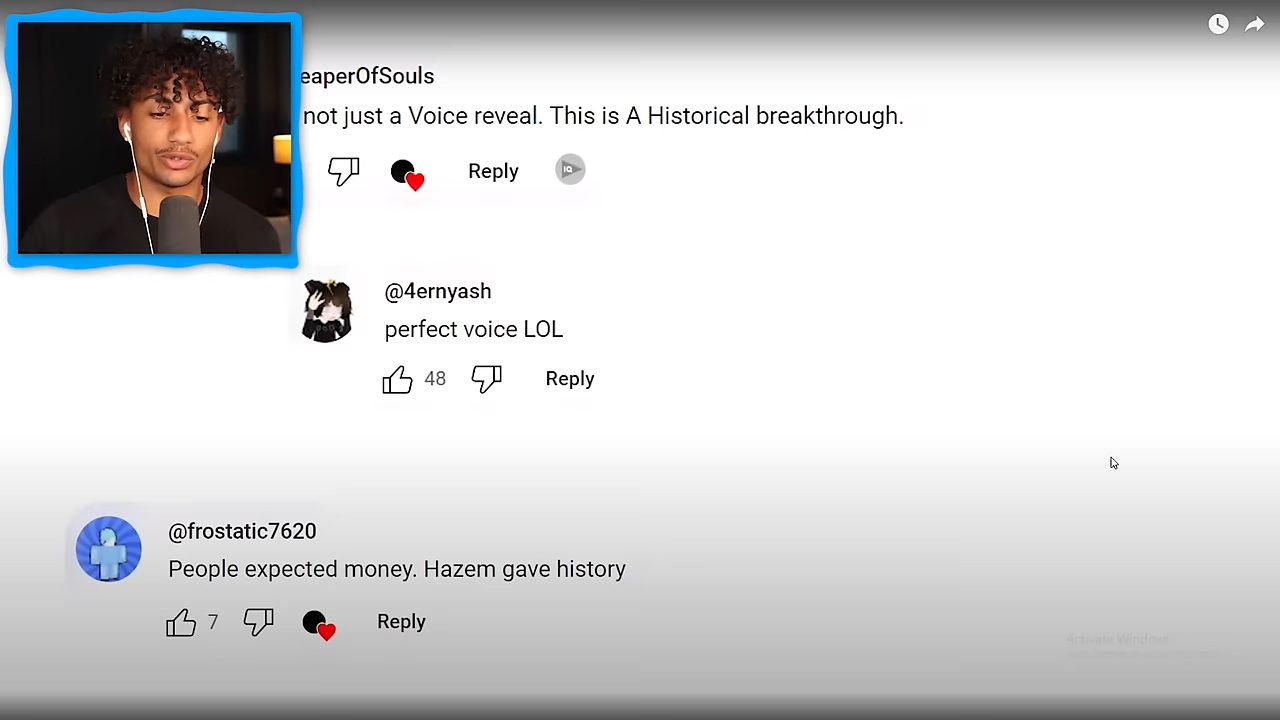 eaperOfSouls
not just a Voice reveal. This is A Historical breakthrough.
Reply
@4ernyash
perfect voice LOL
48
Reply
@frostatic7620
People expected money. Hazem gave history
7
Reply
Activate Windows